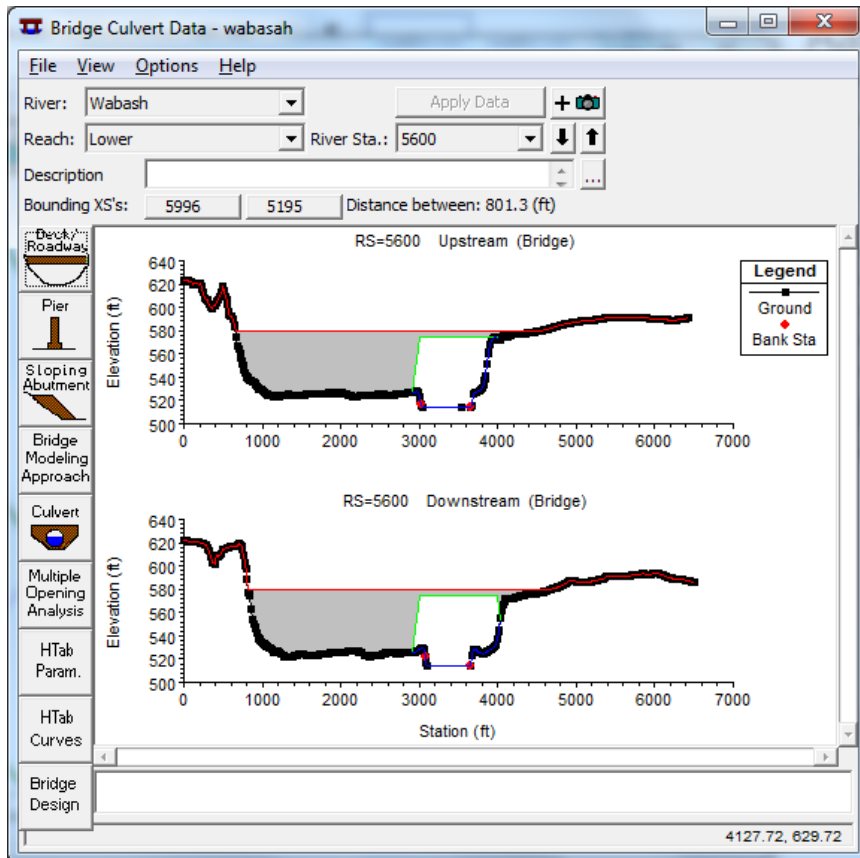 Bridge Culvert Data - wabasah
File View Options Help
River: Wabash Apply Data +
Reach: Lower River Sta.: 5600
Description ...
Bounding XS's: 5996 5195 Distance between: 801.3 (ft)
Deck/
Roadway
Pier
Sloping
Abutment
Bridge
Modeling
Approach
Culvert
Multiple
Opening
Analysis
HTab
Param.
HTab
Curves
Bridge
Design
RS=5600 Upstream (Bridge)
640
620
600
580
560
540
520
500
Elevation (ft)
0 1000 2000 3000 4000 5000 6000 7000
Legend
Ground
Bank Sta
RS=5600 Downstream (Bridge)
640
620
600
580
560
540
520
500
Elevation (ft)
0 1000 2000 3000 4000 5000 6000 7000
Station (ft)
4127.72, 629.72